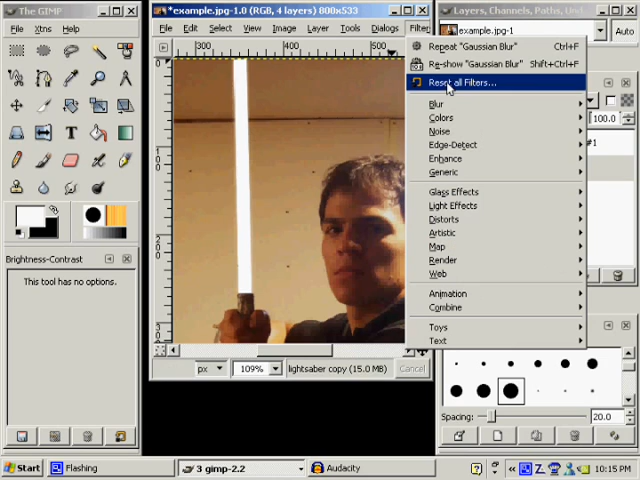 The GIMP
File Xtns Help
Brightness-Contrast
This tool has no options.
*example.jpg-1.0 (RGB, 4 layers) 800x533
File Edit Select View Image Layer Tools Dialogs Filter
300 400 500
100
200
px 109% lightsaber copy (15.0 MB) Cancel
Repeat "Gaussian Blur" Ctrl+F
Re-show "Gaussian Blur" Shift+Ctrl+F
Reset all Filters...
Blur
Colors
Noise
Edge-Detect
Enhance
Generic
Glass Effects
Light Effects
Distorts
Artistic
Map
Render
Web
Animation
Combine
Toys
Text
Layers, Channels, Paths, Und
example.jpg-1 Auto
100.0
#1
Spacing: 20.0
Start Flashing 3 gimp-2.2 Audacity ? « Z 10:15 PM